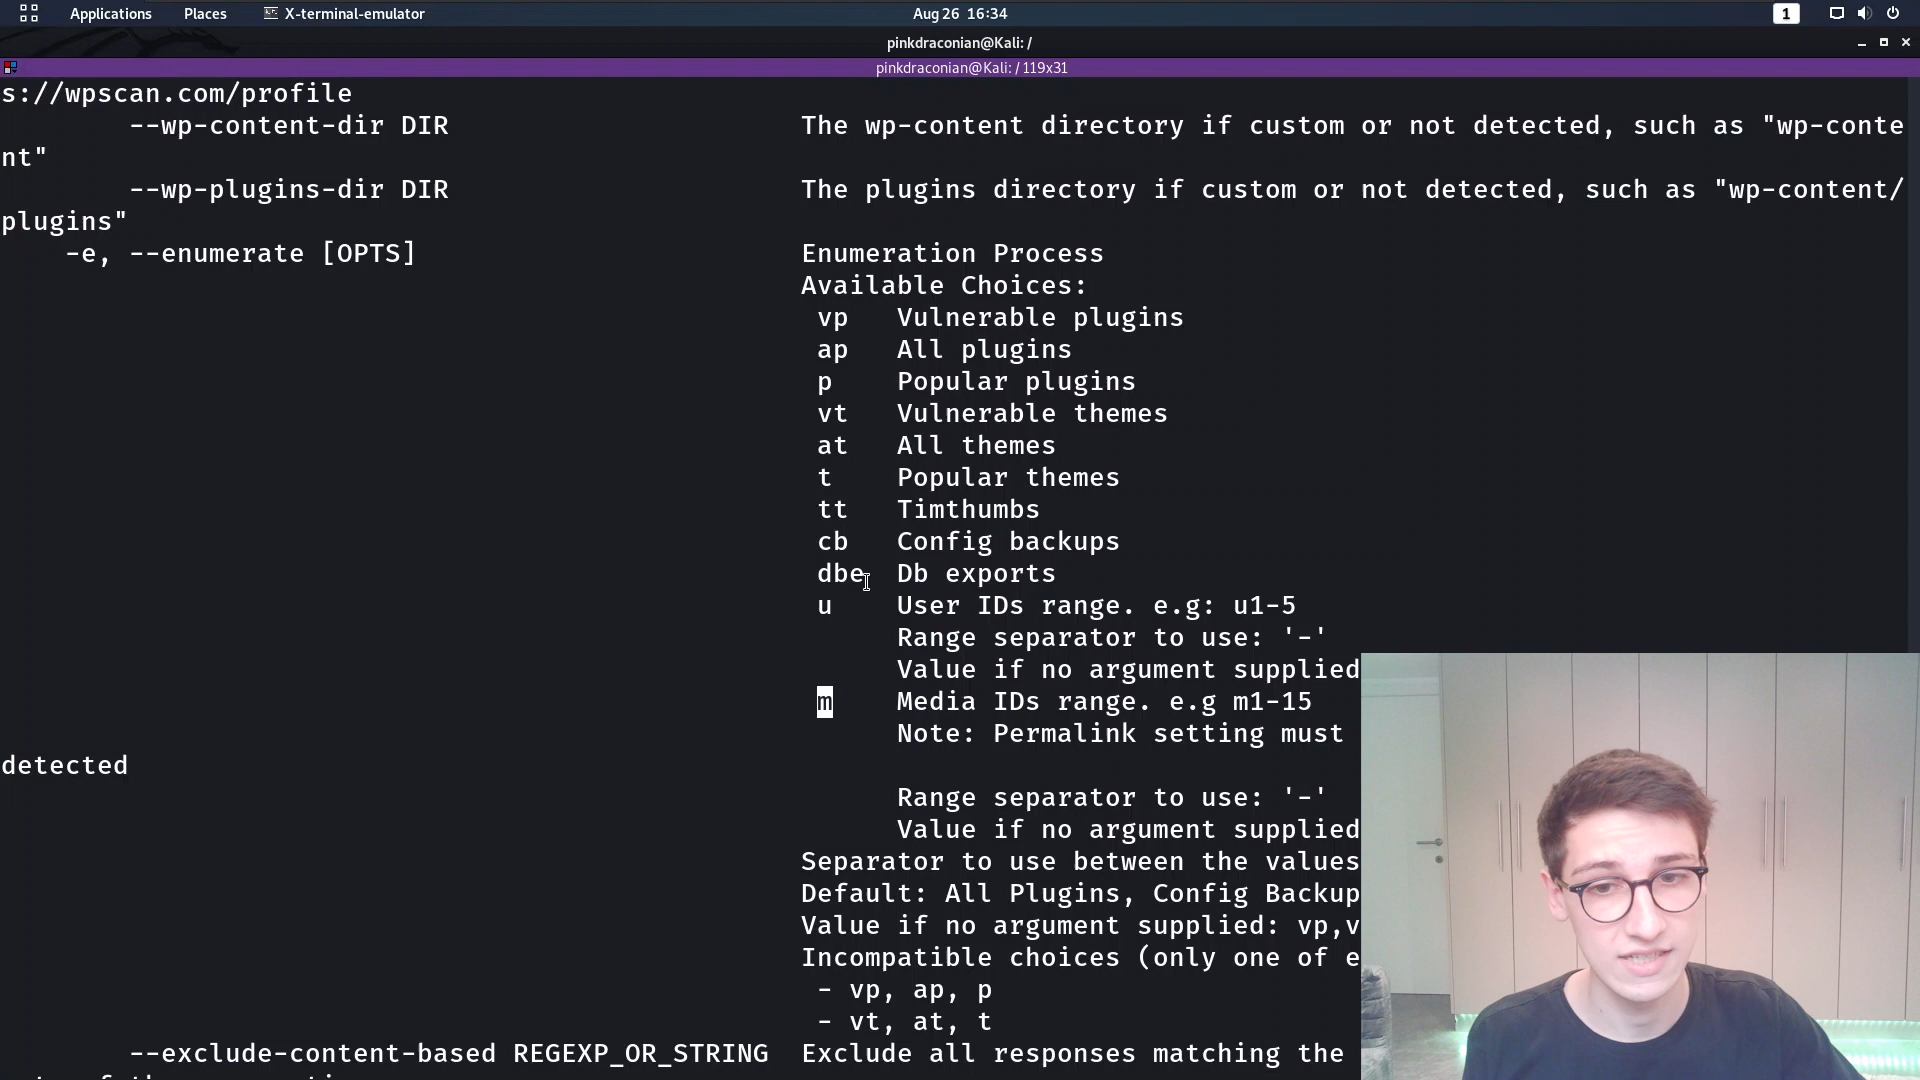 Applications Places X-terminal-emulator Aug 26 16:34 1
pinkdraconian@Kali: /
pinkdraconian@Kali: / 119x31
s://wpscan.com/profile
--wp-content-dir DIR The wp-content directory if custom or not detected, such as "wp-conte
nt"
--wp-plugins-dir DIR The plugins directory if custom or not detected, such as "wp-content/
plugins"
-e, --enumerate [OPTS] Enumeration Process
Available Choices:
vp Vulnerable plugins
ap All plugins
p Popular plugins
vt Vulnerable themes
at All themes
t Popular themes
tt Timthumbs
cb Config backups
dbe Db exports
u User IDs range. e.g: u1-5
Range separator to use: '-'
Value if no argument supplied
m Media IDs range. e.g m1-15
Note: Permalink setting must
detected
Range separator to use: '-'
Value if no argument supplied
Separator to use between the values
Default: All Plugins, Config Backup
Value if no argument supplied: vp,v
Incompatible choices (only one of e
- vp, ap, p
- vt, at, t
--exclude-content-based REGEXP_OR_STRING Exclude all responses matching the